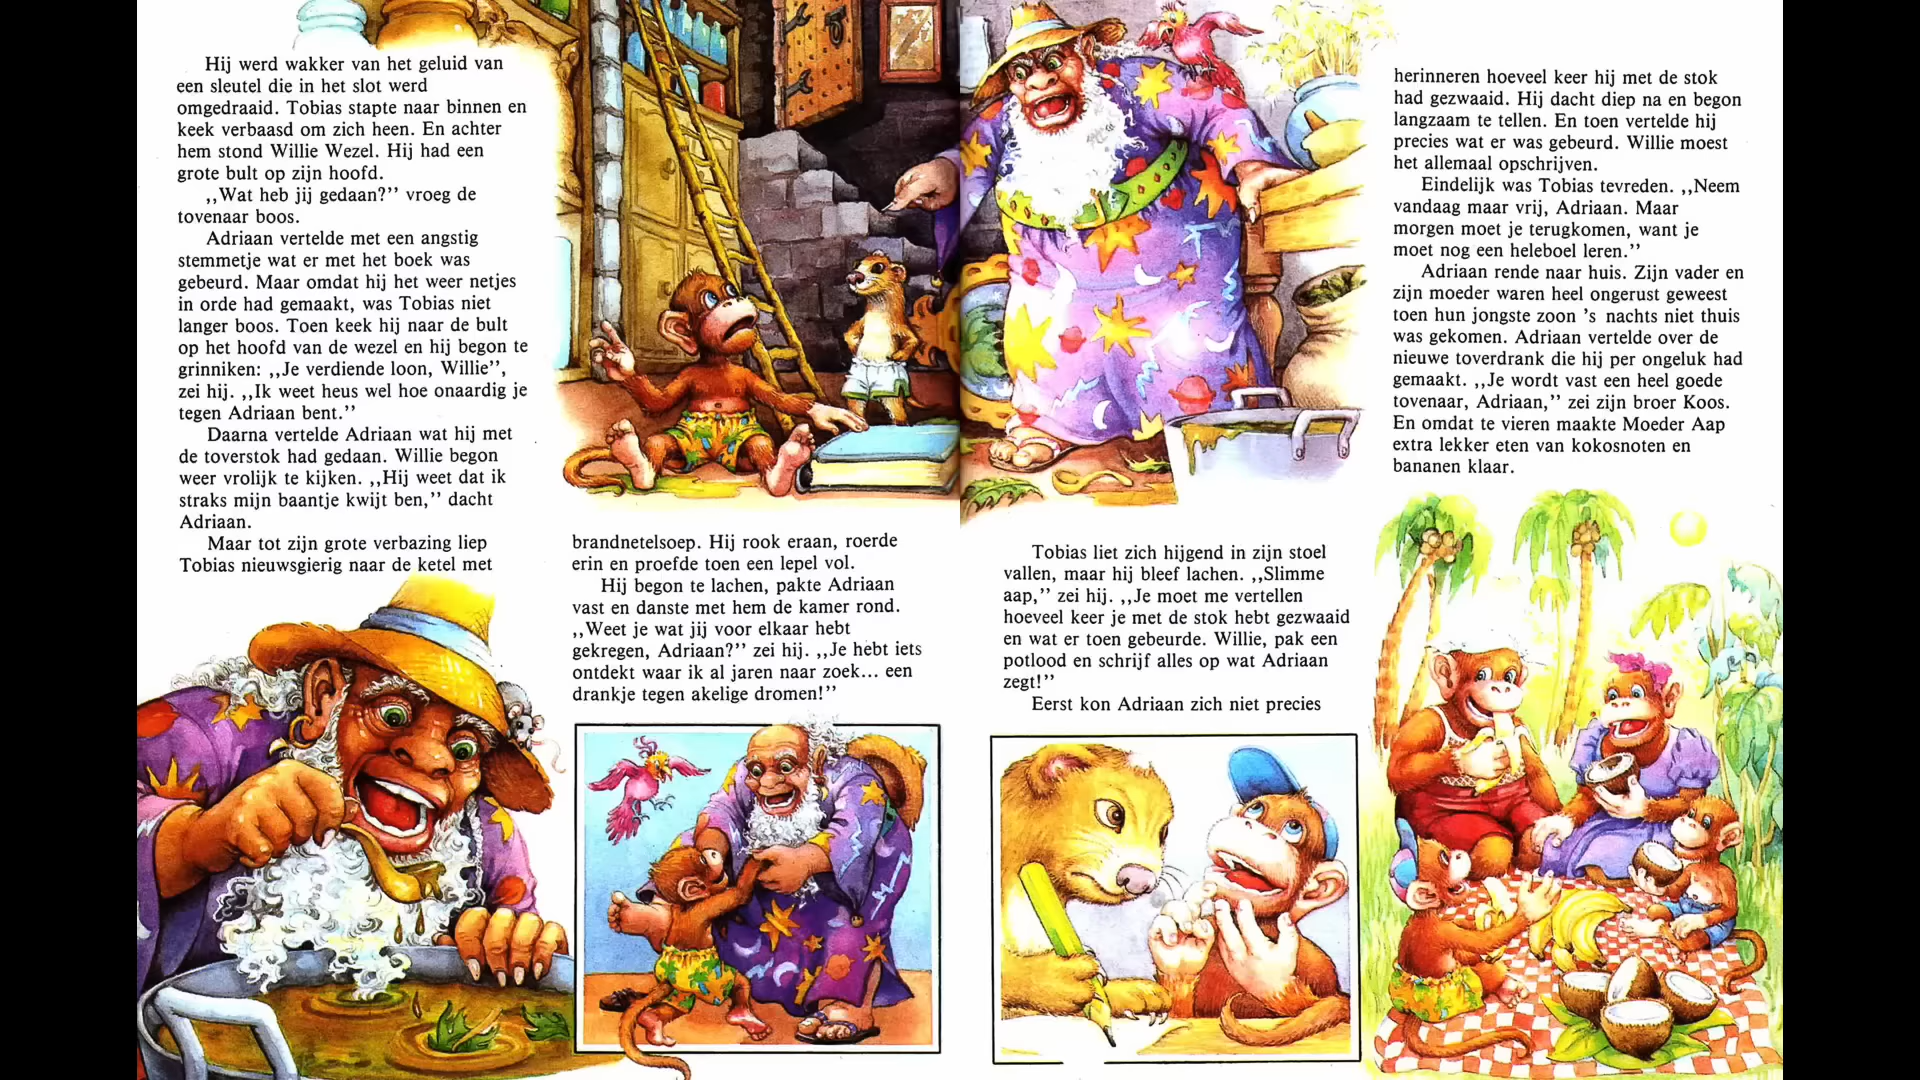 Hij werd wakker van het geluid van
een sleutel die in het slot werd
omgedraaid. Tobias stapte naar binnen en
keek verbaasd om zich heen. En achter
hem stond Willie Wezel. Hij had een
grote bult op zijn hoofd.
,,Wat heb jij gedaan?’’ vroeg de
tovenaar boos.
Adriaan vertelde met een angstig
stemmetje wat er met het boek was
gebeurd. Maar omdat hij het weer netjes
in orde had gemaakt, was Tobias niet
langer boos. Toen keek hij naar de bult
op het hoofd van de wezel en hij begon te
grinniken: ,,Je verdiende loon, Willie’’,
zei hij. ,,Ik weet heus wel hoe onaardig je
tegen Adriaan bent.’’
Daarna vertelde Adriaan wat hij met
de toverstok had gedaan. Willie begon
weer vrolijk te kijken. ,,Hij weet dat ik
straks mijn baantje kwijt ben,’’ dacht
Adriaan.
Maar tot zijn grote verbazing liep
Tobias nieuwsgierig naar de ketel met
brandnetelsoep. Hij rook eraan, roerde
erin en proefde toen een lepel vol.
Hij begon te lachen, pakte Adriaan
vast en danste met hem de kamer rond.
,,Weet je wat jij voor elkaar hebt
gekregen, Adriaan?’’ zei hij. ,,Je hebt iets
ontdekt waar ik al jaren naar zoek... een
drankje tegen akelige dromen!’’
Tobias liet zich hijgend in zijn stoel
vallen, maar hij bleef lachen. ,,Slimme
aap,’’ zei hij. ,,Je moet me vertellen
hoeveel keer je met de stok hebt gezwaaid
en wat er toen gebeurde. Willie, pak een
potlood en schrijf alles op wat Adriaan
zegt!’’
Eerst kon Adriaan zich niet precies
herinneren hoeveel keer hij met de stok
had gezwaaid. Hij dacht diep na en begon
langzaam te tellen. En toen vertelde hij
precies wat er was gebeurd. Willie moest
het allemaal opschrijven.
Eindelijk was Tobias tevreden. ,,Neem
vandaag maar vrij, Adriaan. Maar
morgen moet je terugkomen, want je
moet nog een heleboel leren.’’
Adriaan rende naar huis. Zijn vader en
zijn moeder waren heel ongerust geweest
toen hun jongste zoon ’s nachts niet thuis
was gekomen. Adriaan vertelde over de
nieuwe toverdrank die hij per ongeluk had
gemaakt. ,,Je wordt vast een heel goede
tovenaar, Adriaan,’’ zei zijn broer Koos.
En omdat te vieren maakte Moeder Aap
extra lekker eten van kokosnoten en
bananen klaar.